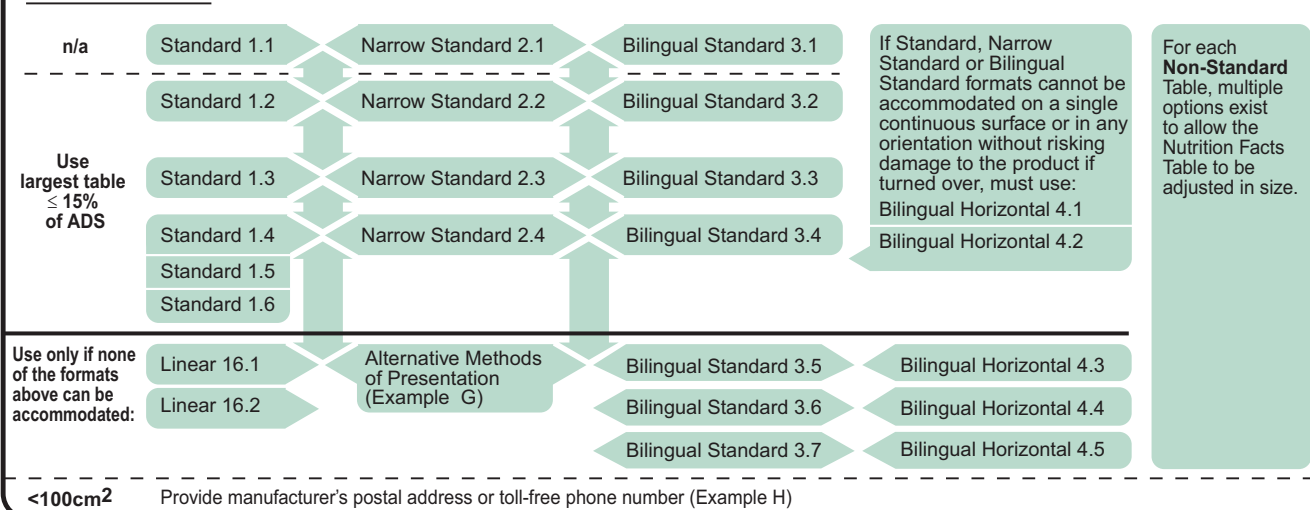 n/a
Standard 1.1
Narrow Standard 2.1
Bilingual Standard 3.1
Standard 1.2
Narrow Standard 2.2
Bilingual Standard 3.2
Use
largest table
≤ 15%
of ADS
Standard 1.3
Narrow Standard 2.3
Bilingual Standard 3.3
Standard 1.4
Narrow Standard 2.4
Bilingual Standard 3.4
Standard 1.5
Standard 1.6
If Standard, Narrow
Standard or Bilingual
Standard formats cannot be
accommodated on a single
continuous surface or in any
orientation without risking
damage to the product if
turned over, must use:
Bilingual Horizontal 4.1
Bilingual Horizontal 4.2
For each
Non-Standard
Table, multiple
options exist
to allow the
Nutrition Facts
Table to be
adjusted in size.
Use only if none
of the formats
above can be
accommodated:
Linear 16.1
Linear 16.2
Alternative Methods
of Presentation
(Example G)
Bilingual Standard 3.5
Bilingual Horizontal 4.3
Bilingual Standard 3.6
Bilingual Horizontal 4.4
Bilingual Standard 3.7
Bilingual Horizontal 4.5
<100cm2
Provide manufacturer's postal address or toll-free phone number (Example H)